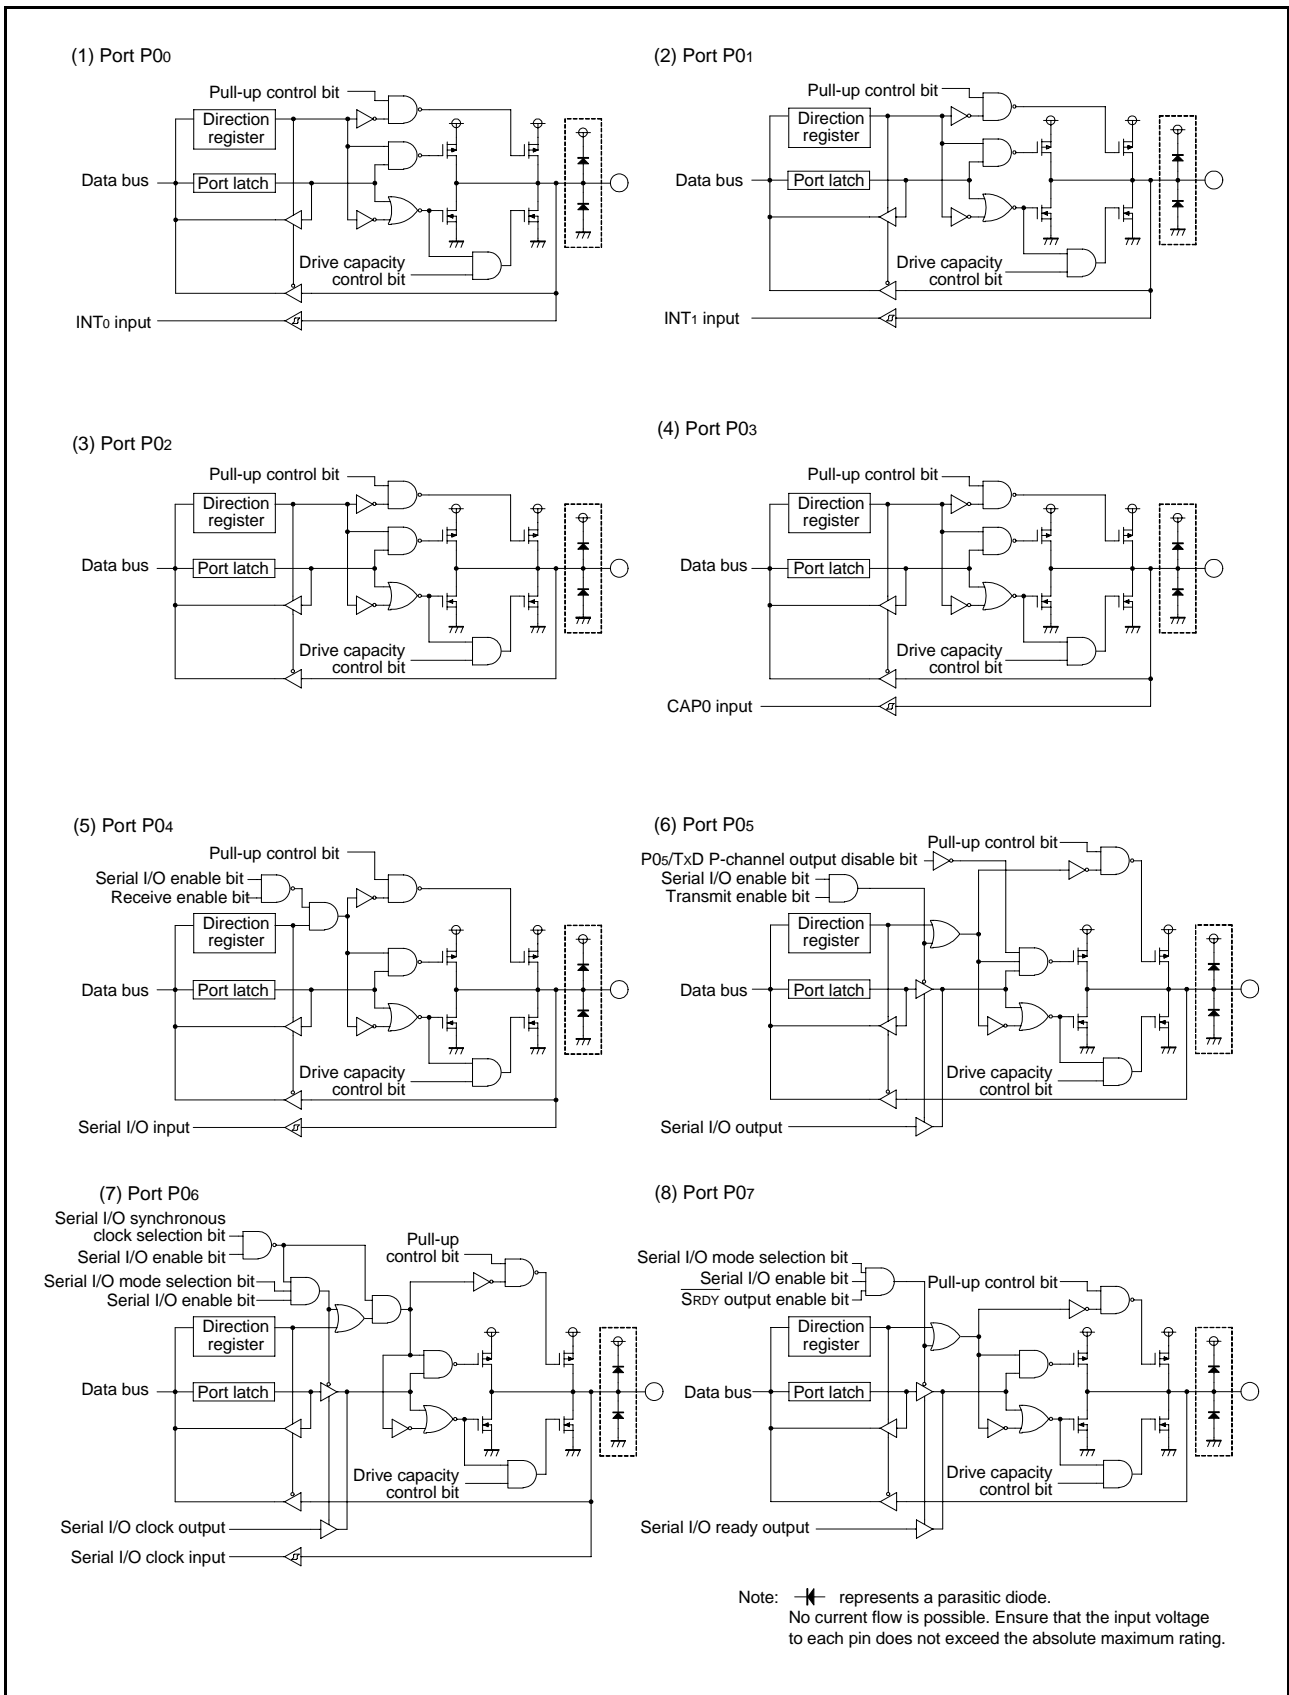 (1) Port P00
Pull-up control bit
Direction
register
Data bus
Port latch
Drive capacity
control bit
INT0 input
(2) Port P01
Pull-up control bit
Direction
register
Data bus
Port latch
Drive capacity
control bit
INT1 input
(3) Port P02
Pull-up control bit
Direction
register
Data bus
Port latch
Drive capacity
control bit
(4) Port P03
Pull-up control bit
Direction
register
Data bus
Port latch
Drive capacity
control bit
CAP0 input
(5) Port P04
Pull-up control bit
Serial I/O enable bit
Receive enable bit
Direction
register
Data bus
Port latch
Drive capacity
control bit
Serial I/O input
(6) Port P05
Pull-up control bit
P05/TxD P-channel output disable bit
Serial I/O enable bit
Transmit enable bit
Direction
register
Data bus
Port latch
Drive capacity
control bit
Serial I/O output
(7) Port P06
Serial I/O synchronous
clock selection bit
Serial I/O enable bit
Pull-up
control bit
Serial I/O mode selection bit
Serial I/O enable bit
Direction
register
Data bus
Port latch
Drive capacity
control bit
Serial I/O clock output
Serial I/O clock input
(8) Port P07
Serial I/O mode selection bit
Serial I/O enable bit
SRDY output enable bit
Pull-up control bit
Direction
register
Data bus
Port latch
Drive capacity
control bit
Serial I/O ready output
Note: represents a parasitic diode.
No current flow is possible. Ensure that the input voltage
to each pin does not exceed the absolute maximum rating.